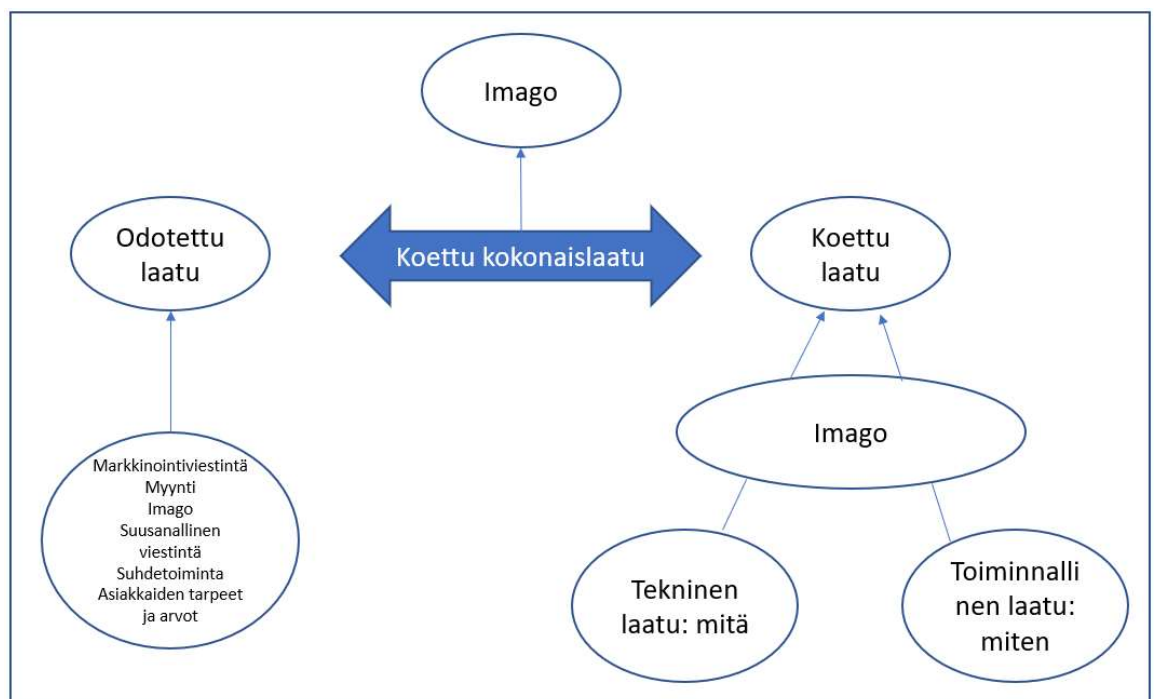 Imago
Odotettu
laatu
Koettu kokonaislaatu
Koettu
laatu
Markkinointiviestintä
Myynti
Imago
Suusanallinen
viestintä
Suhdetoiminta
Asiakkaiden tarpeet
ja arvot
Imago
Tekninen
laatu: mitä
Toiminnalli
nen laatu:
miten